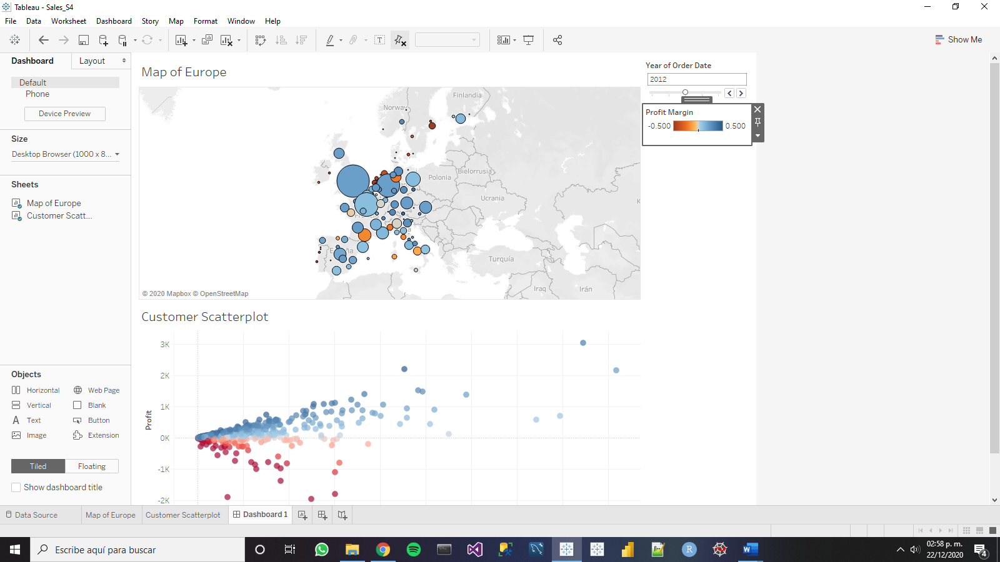 Tableau - Sales_S4
File Data Worksheet Dashboard Story Map Format Window Help
Show Me
Dashboard Layout
Default
Phone
Device Preview
Size
Desktop Browser (1000 x 8...
Sheets
Map of Europe
Customer Scatt...
Objects
Horizontal Web Page
Vertical Blank
Text Button
Image Extension
Tiled Floating
Show dashboard title
Map of Europe
Finlandia
Norway
Bielorrusia
Polonia
Ucrania
K
Turquía
Iraq Irán
© 2020 Mapbox © OpenStreetMap
Year of Order Date
2012
Profit Margin
-0.500 0.500
Customer Scatterplot
3K
2K
1K
0K
-1K
-2K
Profit
Data Source Map of Europe Customer Scatterplot Dashboard 1
Escribe aquí para buscar
R
W
02:58 p. m.
22/12/2020
4